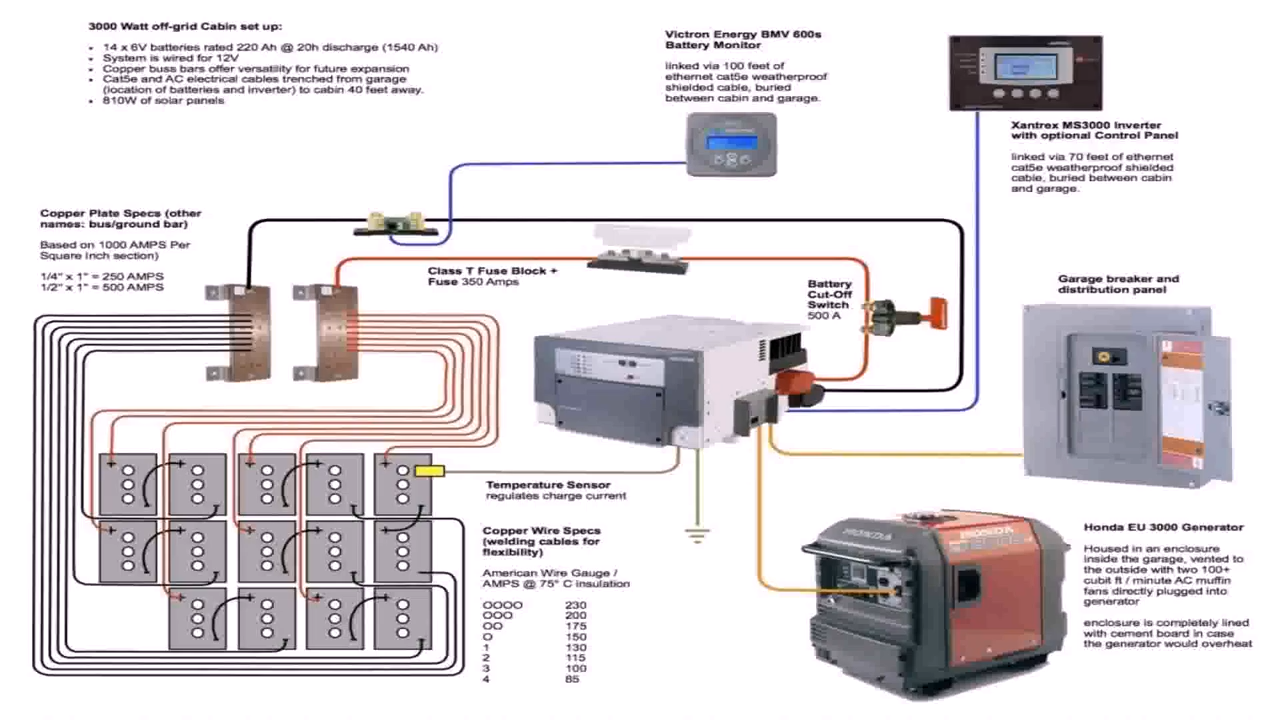 3000 Watt off-grid Cabin set up:
• 14 x 6V batteries rated 220 Ah @ 20h discharge (1540 Ah)
• System is wired for 12V
• Copper buss bars offer versatility for future expansion
• Cat5e and AC electrical cables trenched from garage
(location of batteries and inverter) to cabin 40 feet away.
• 810W of solar panels
Victron Energy BMV 600s
Battery Monitor
linked via 100 feet of
ethernet cat5e weatherproof
shielded cable, buried
between cabin and garage.
Xantrex MS3000 Inverter
with optional Control Panel
linked via 70 feet of ethernet
cat5e weatherproof shielded
cable, buried between cabin
and garage.
Copper Plate Specs (other
names: bus/ground bar)
Based on 1000 AMPS Per
Square Inch section)
1/4" x 1" = 250 AMPS
1/2" x 1" = 500 AMPS
Class T Fuse Block +
Fuse 350 Amps
Battery
Cut-Off
Switch
500 A
Garage breaker and
distribution panel
Temperature Sensor
regulates charge current
Copper Wire Specs
(welding cables for
flexibility)
American Wire Gauge /
AMPS @ 75° C insulation
OOOO 230
OOO 200
OO 175
O 150
1 130
2 115
3 100
4 85
HONDA
HONDA
Honda EU 3000 Generator
Housed in an enclosure
inside the garage, vented to
the outside with two 100+
cubit ft / minute AC muffin
fans directly plugged into
generator
enclosure is completely lined
with cement board in case
the generator would overheat